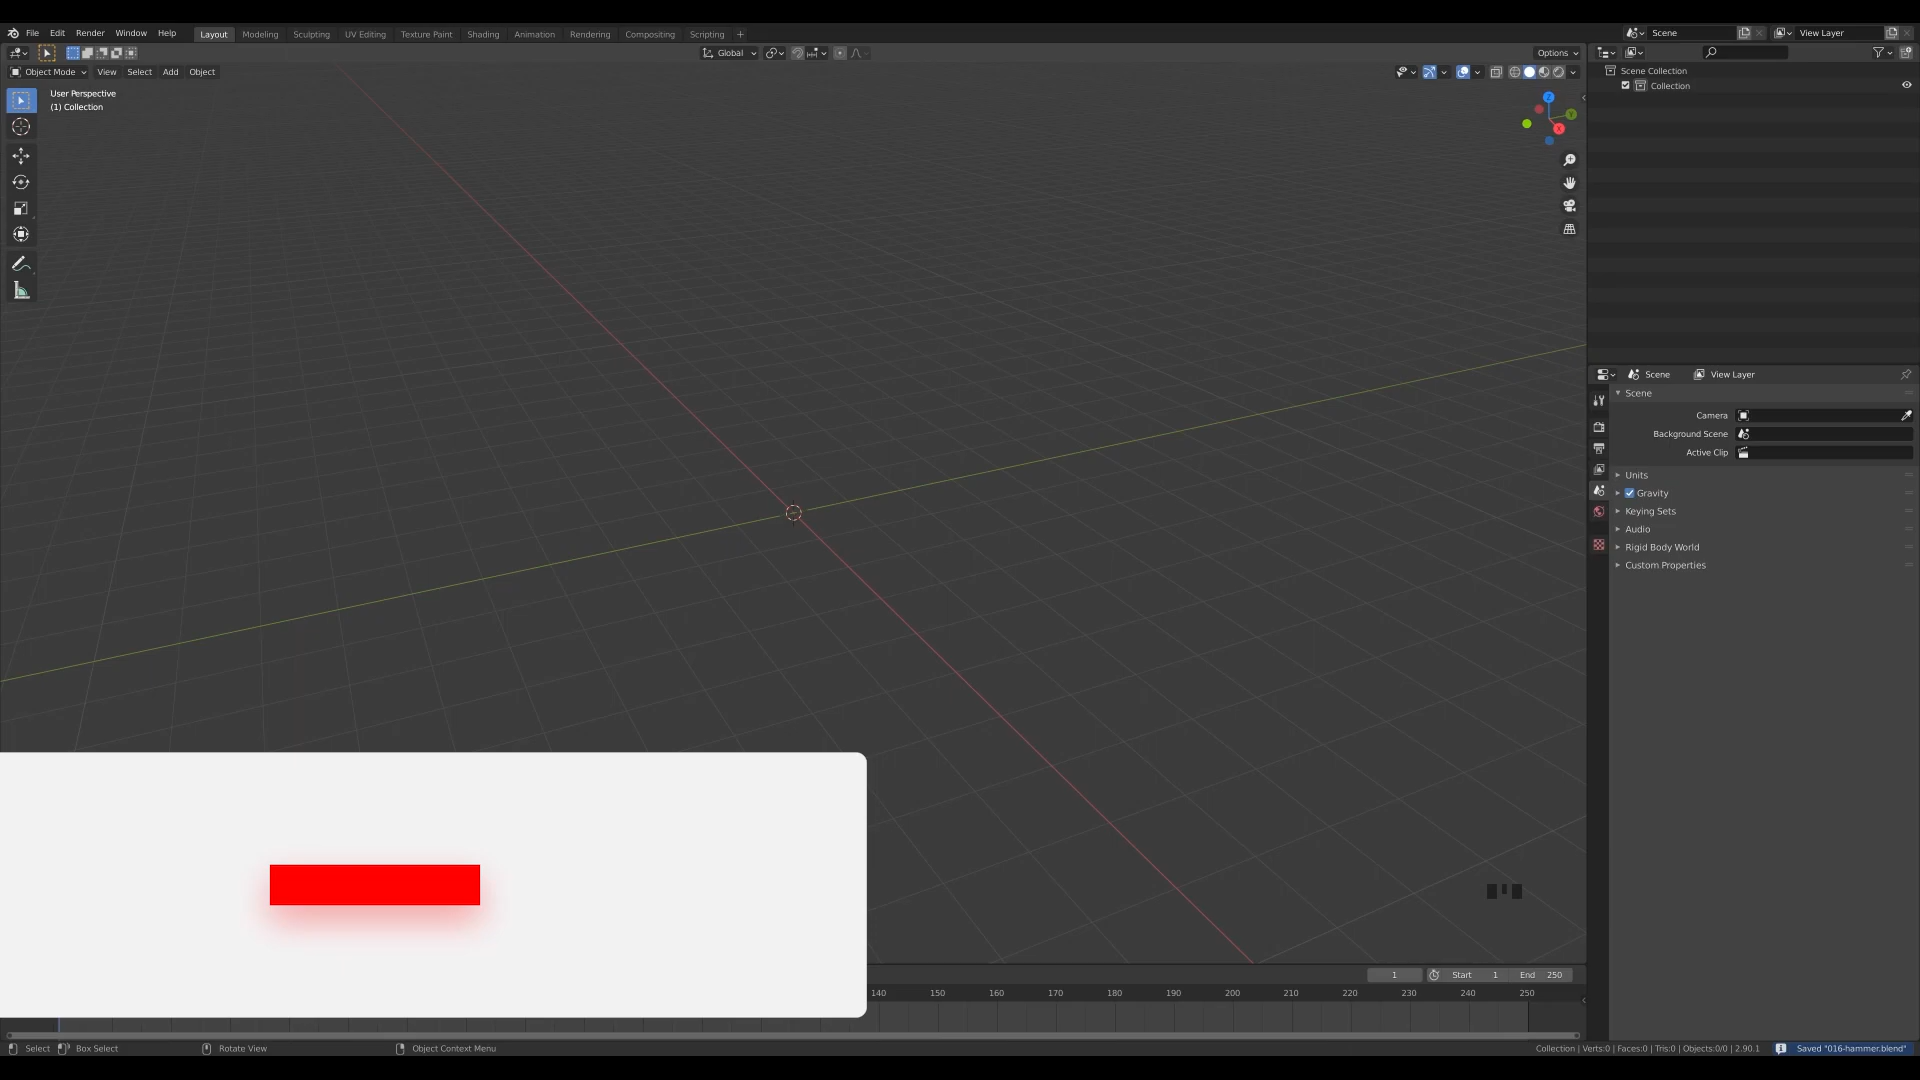 File Edit Render Window Help Layout Modeling Sculpting UV Editing Texture Paint Shading Animation Rendering Compositing Scripting + Scene View Layer
Global Options
Object Mode View Select Add Object
User Perspective
(1) Collection
Z
Y
X
Scene Collection
Collection
Scene View Layer
Scene
Camera
Background Scene
Active Clip
Units
Gravity
Keying Sets
Audio
Rigid Body World
Custom Properties
1 Start 1 End 250
140 150 160 170 180 190 200 210 220 230 240 250
Select Box Select Rotate View Object Context Menu Collection | Verts:0 | Faces:0 | Tris:0 | Objects:0/0 | 2.90.1 Saved "016-hammer.blend"